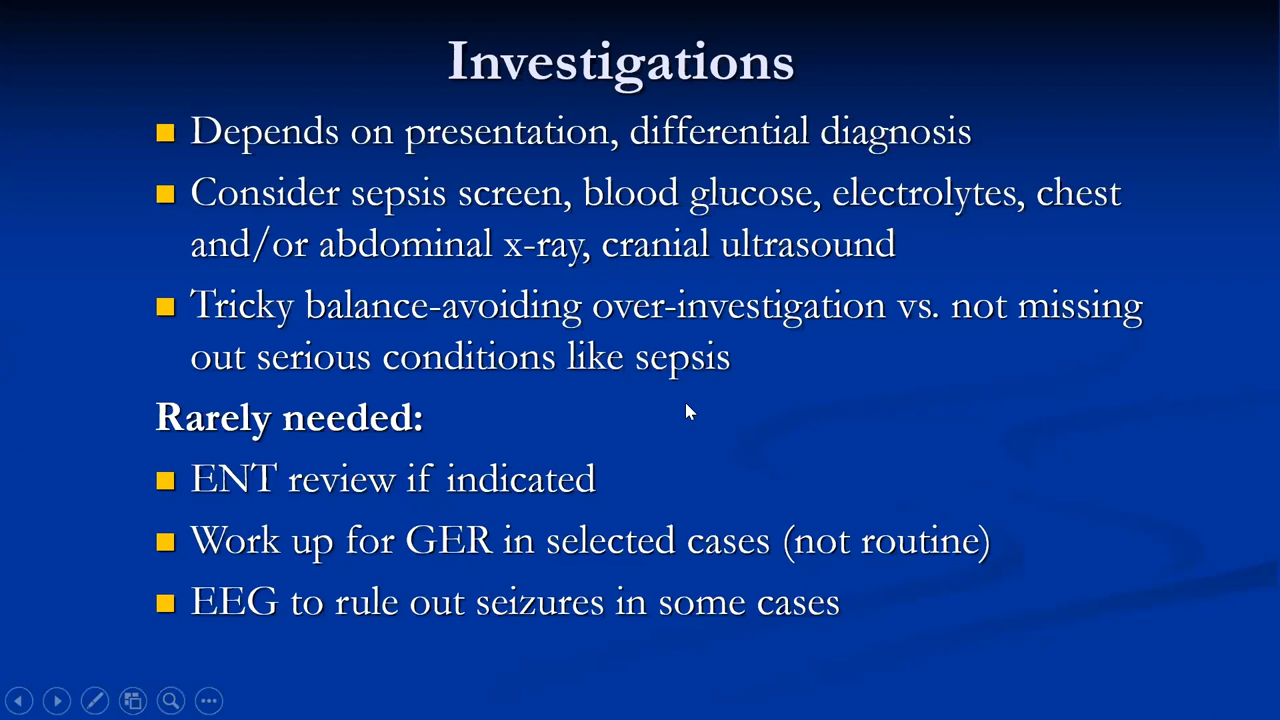 Investigations
Depends on presentation, differential diagnosis
Consider sepsis screen, blood glucose, electrolytes, chest
and/or abdominal x-ray, cranial ultrasound
Tricky balance-avoiding over-investigation vs. not missing
out serious conditions like sepsis
Rarely needed:
ENT review if indicated
Work up for GER in selected cases (not routine)
EEG to rule out seizures in some cases